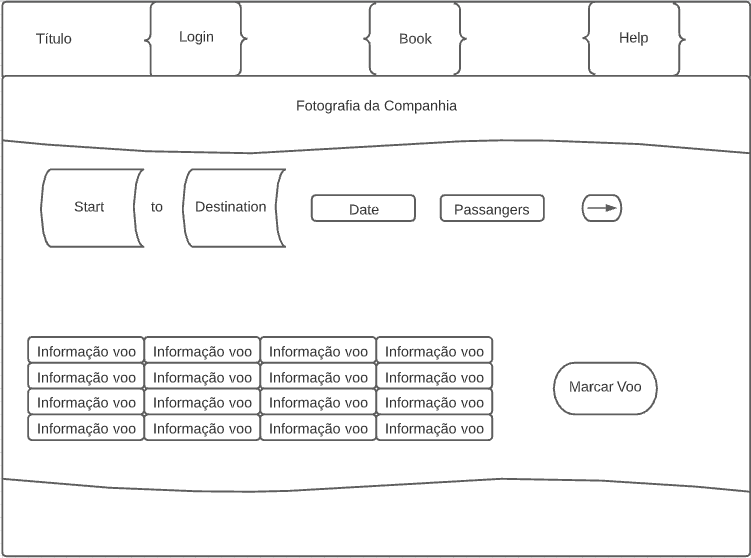 Título
Login
Book
Help
Fotografia da Companhia
Start
to
Destination
Date
Passangers
Informação voo Informação voo Informação voo Informação voo
Informação voo Informação voo Informação voo Informação voo
Informação voo Informação voo Informação voo Informação voo
Informação voo Informação voo Informação voo Informação voo
Marcar Voo